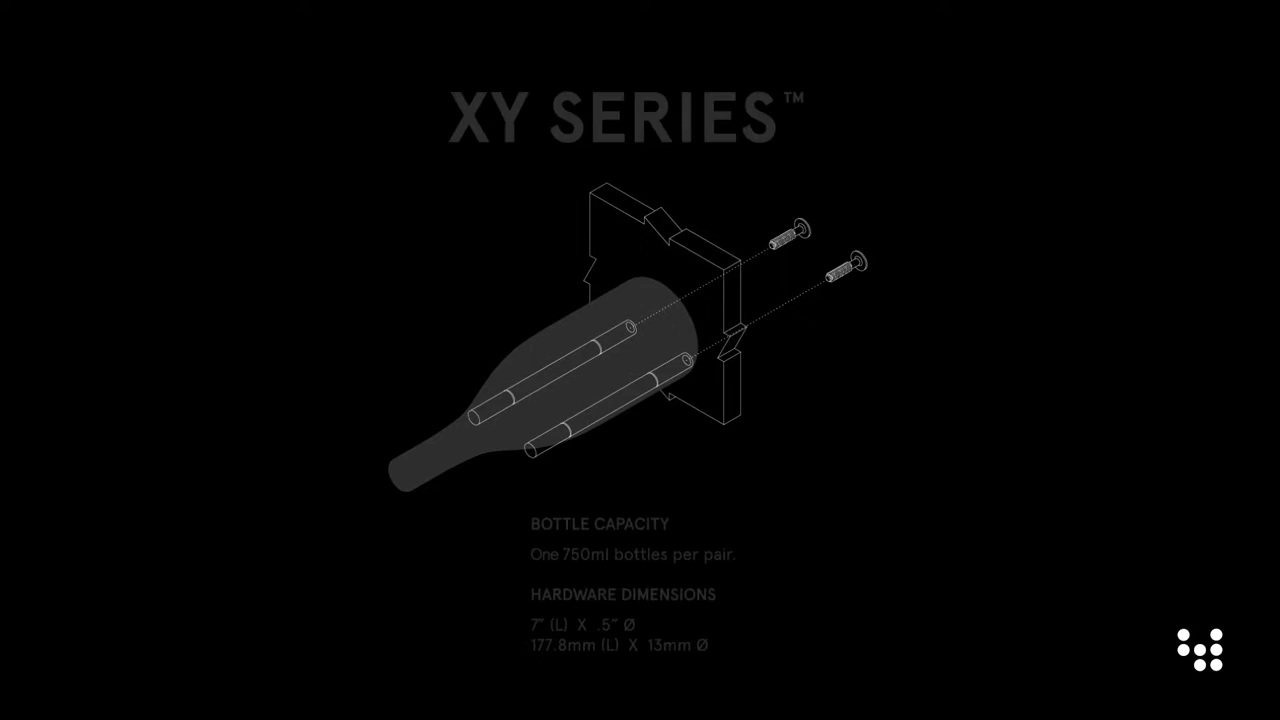 XY SERIES™
BOTTLE CAPACITY
One 750ml bottles per pair.
HARDWARE DIMENSIONS
7" (L) X .5" Ø
177.8mm (L) X 13mm Ø